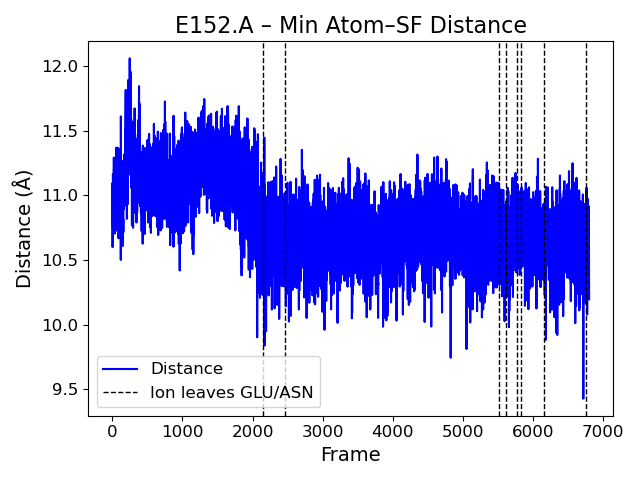 E152.A – Min Atom–SF Distance
Distance (Å)
12.0
11.5
11.0
10.5
10.0
9.5
Distance
Ion leaves GLU/ASN
0 1000 2000 3000 4000 5000 6000 7000
Frame